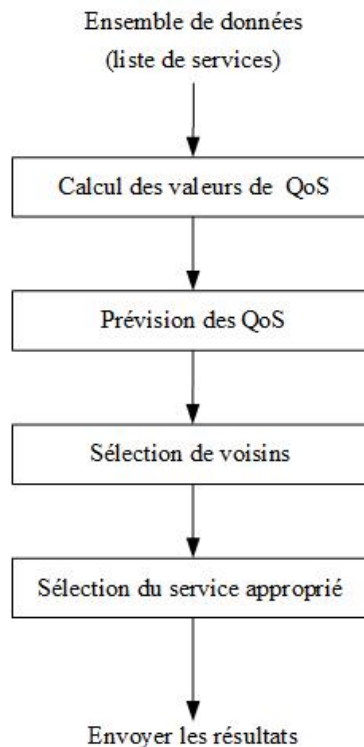 Ensemble de données
(liste de services)
Calcul des valeurs de QoS
Prévision des QoS
Sélection de voisins
Sélection du service approprié
Envoyer les résultats